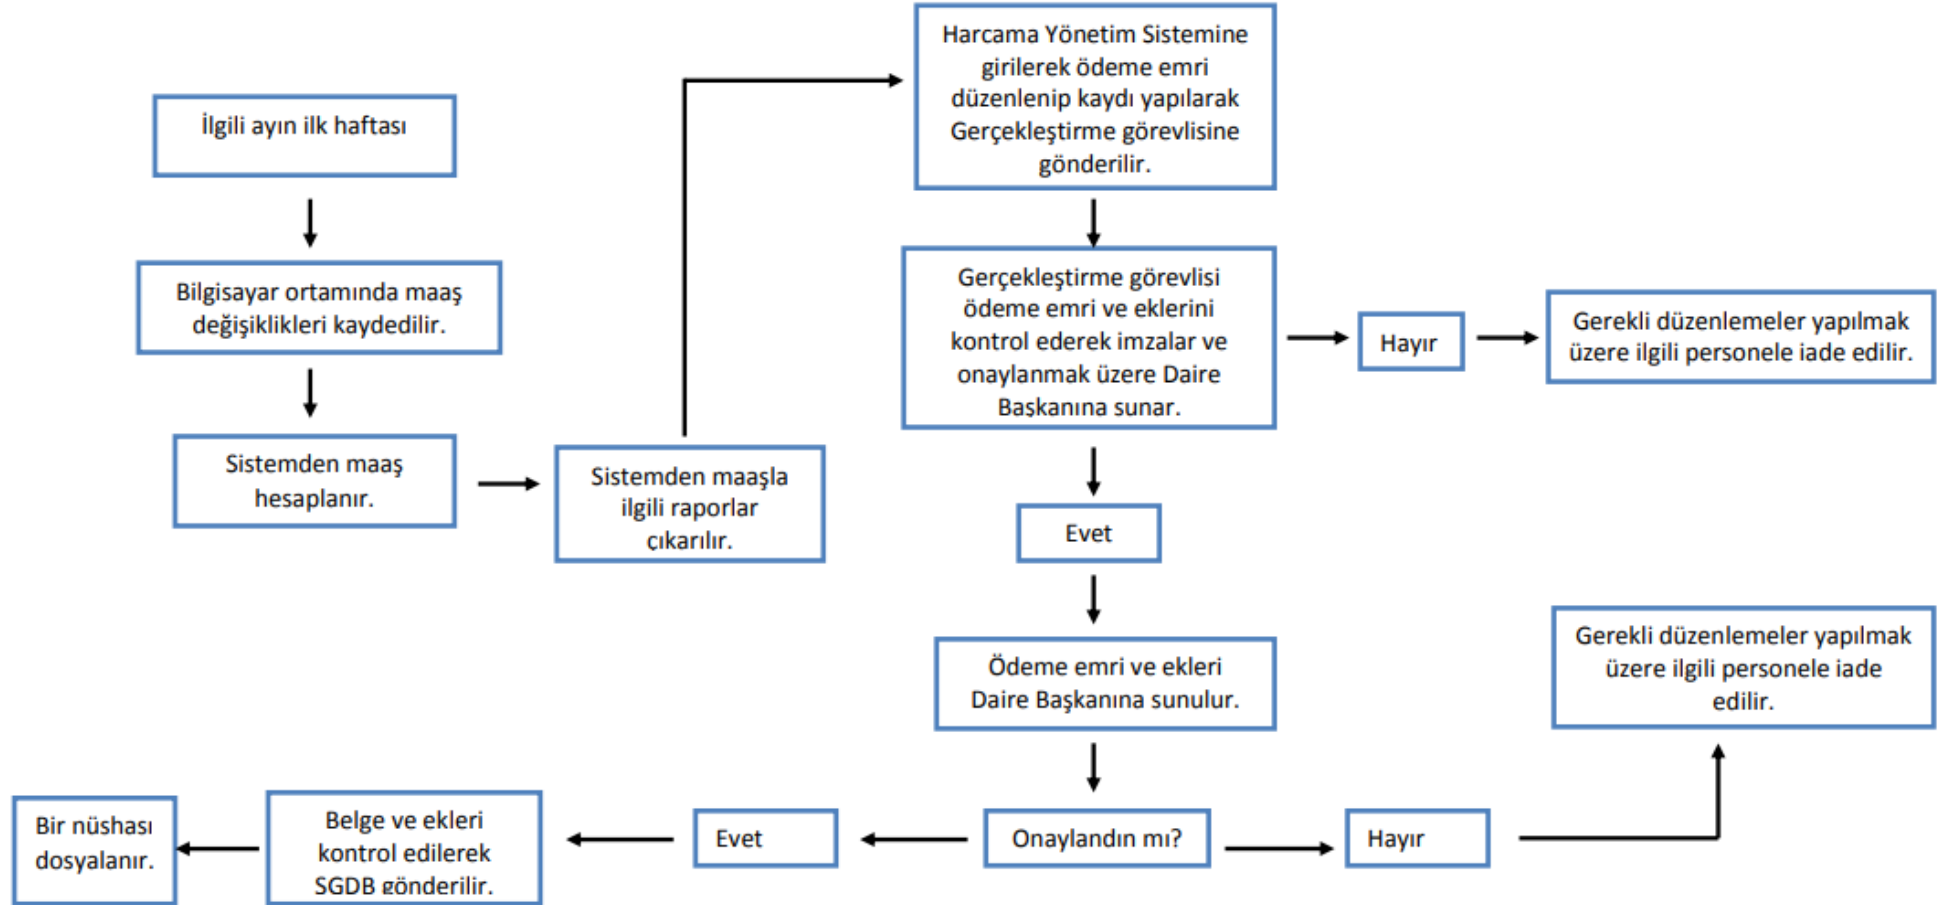 İlgili ayın ilk haftası
Bilgisayar ortamında maaş
değişiklikleri kaydedilir.
Sistemden maaş
hesaplanır.
Sistemden maaşla
ilgili raporlar
çıkarılır.
Harcama Yönetim Sistemine
girilerek ödeme emri
düzenlenip kaydı yapılarak
Gerçekleştirme görevlisine
gönderilir.
Gerçekleştirme görevlisi
ödeme emri ve eklerini
kontrol ederek imzalar ve
onaylanmak üzere Daire
Başkanına sunar.
Hayır
Gerekli düzenlemeler yapılmak
üzere ilgili personele iade edilir.
Evet
Ödeme emri ve ekleri
Daire Başkanına sunulur.
Onaylandın mı?
Hayır
Gerekli düzenlemeler yapılmak
üzere ilgili personele iade
edilir.
Evet
Belge ve ekleri
kontrol edilerek
SGDB gönderilir.
Bir nüshası
dosyalanır.